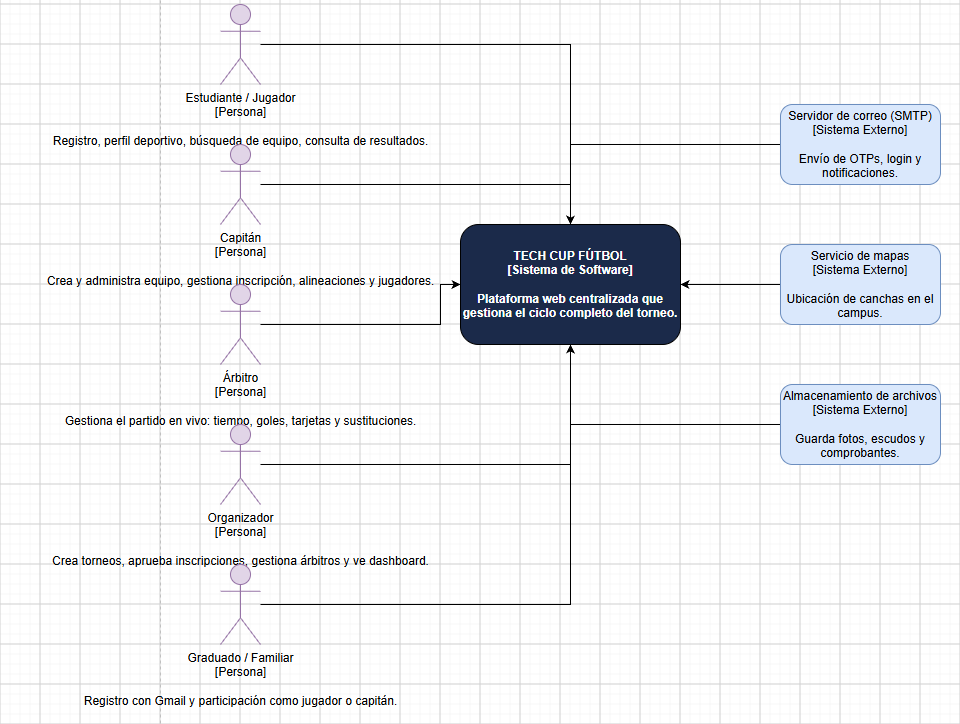 Estudiante / Jugador
[Persona]
Registro, perfil deportivo, búsqueda de equipo, consulta de resultados.
Capitán
[Persona]
Crea y administra equipo, gestiona inscripción, alineaciones y jugadores.
Árbitro
[Persona]
Gestiona el partido en vivo: tiempo, goles, tarjetas y sustituciones.
Organizador
[Persona]
Crea torneos, aprueba inscripciones, gestiona árbitros y ve dashboard.
Graduado / Familiar
[Persona]
Registro con Gmail y participación como jugador o capitán.
TECH CUP FÚTBOL
[Sistema de Software]
Plataforma web centralizada que
gestiona el ciclo completo del torneo.
Servidor de correo (SMTP)
[Sistema Externo]
Envío de OTPs, login y
notificaciones.
Servicio de mapas
[Sistema Externo]
Ubicación de canchas en el
campus.
Almacenamiento de archivos
[Sistema Externo]
Guarda fotos, escudos y
comprobantes.